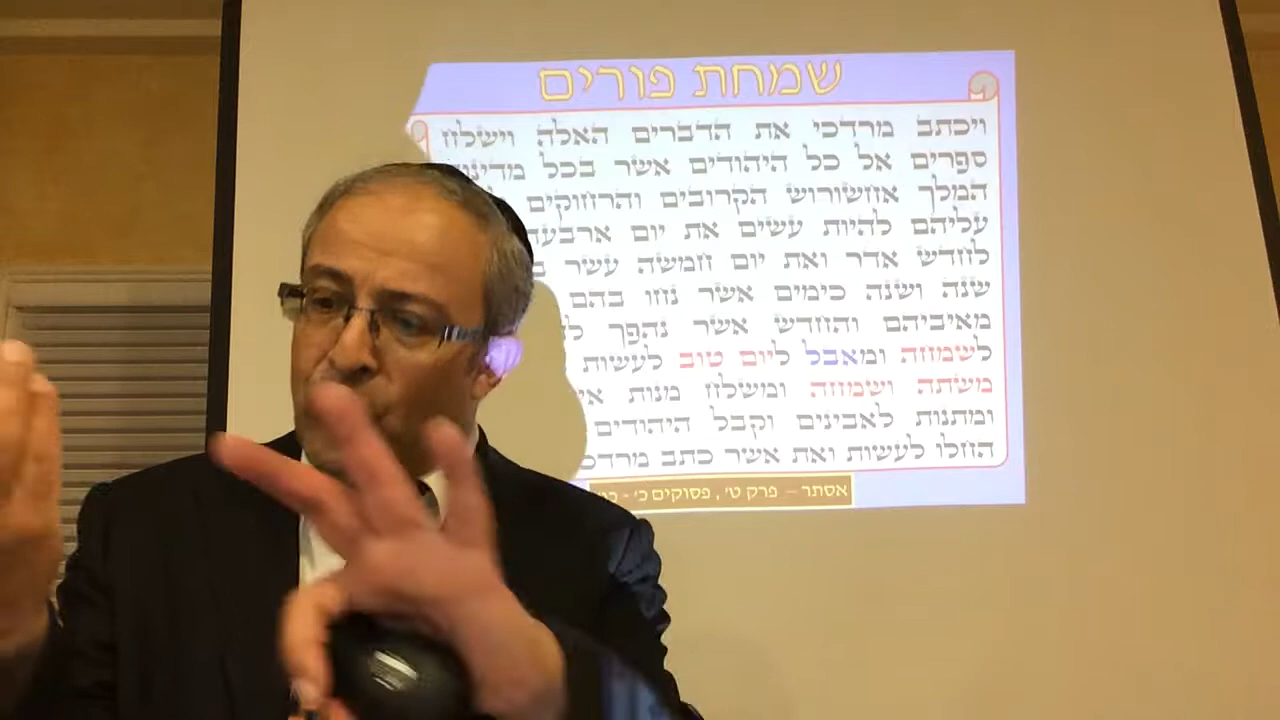 שמחת פורים
ויכתב מרדכי את הדברים האלה וישלח
ספרים אל כל היהודים אשר בכל
המלך אחשורוש הקרובים והרחוקים
עליהם להיות עשים את יום
לחדש אדר ואת יום חמשה עשר
שנה ושנה כימים אשר נחו בהם
מאיביהם והחדש אשר נהפך
לשמחה ומאבל ליום טוב לעשות
משתה ושמחה ומשלח מנות
ומתנות לאבינים וקבל היהודים
החלו לעשות ואת אשר כתב
אסתר – פרק ט', פסוקים כ' -